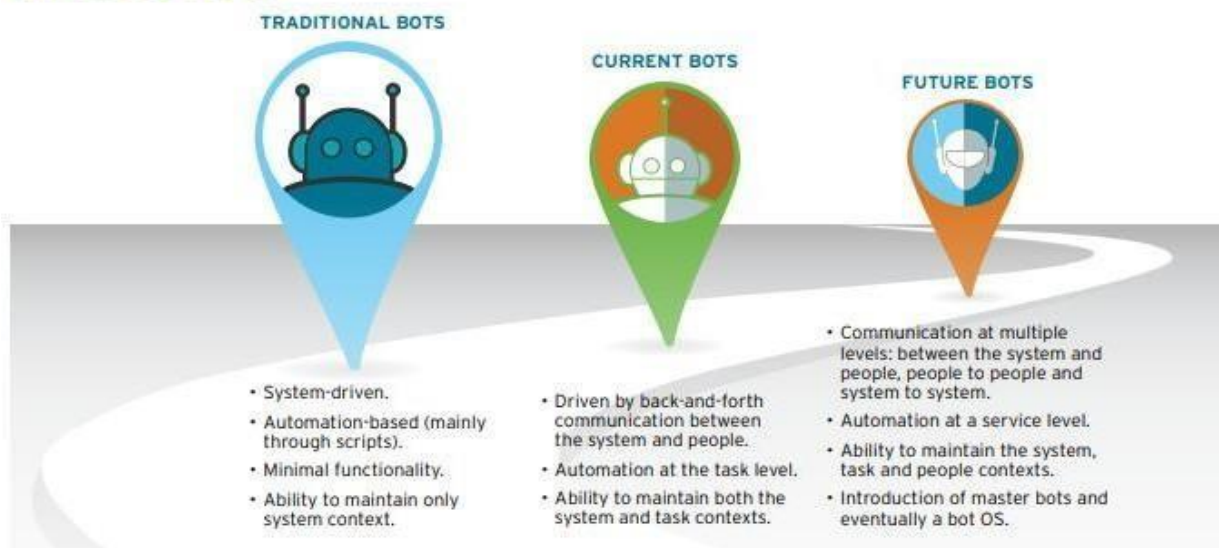 TRADITIONAL BOTS
• System-driven.
• Automation-based (mainly
through scripts).
• Minimal functionality.
• Ability to maintain only
system context.
CURRENT BOTS
• Driven by back-and-forth
communication between
the system and people.
• Automation at the task level.
• Ability to maintain both the
system and task contexts.
FUTURE BOTS
• Communication at multiple
levels: between the system and
people, people to people and
system to system.
• Automation at a service level.
• Ability to maintain the system,
task and people contexts.
• Introduction of master bots and
eventually a bot OS.